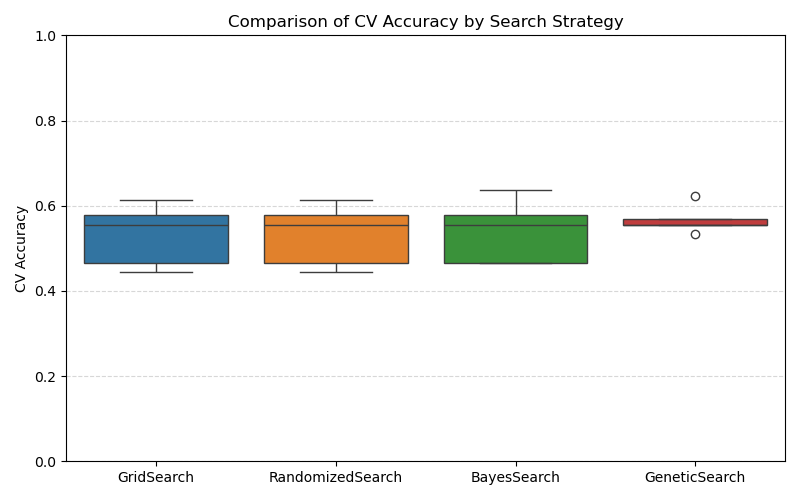 Comparison of CV Accuracy by Search Strategy
CV Accuracy
1.0
0.8
0.6
0.4
0.2
0.0
GridSearch RandomizedSearch BayesSearch GeneticSearch